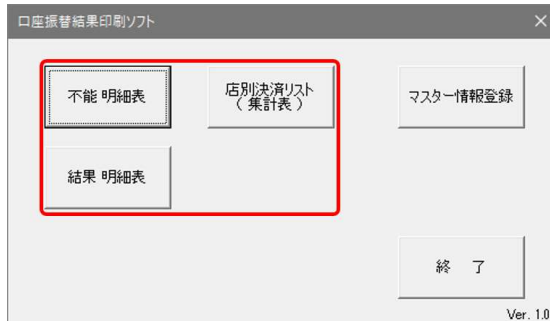 口座振替結果印刷ソフト
不能 明細表
店別決済リスト
（ 集計表 ）
マスター情報登録
結果 明細表
終 了
Ver. 1.0